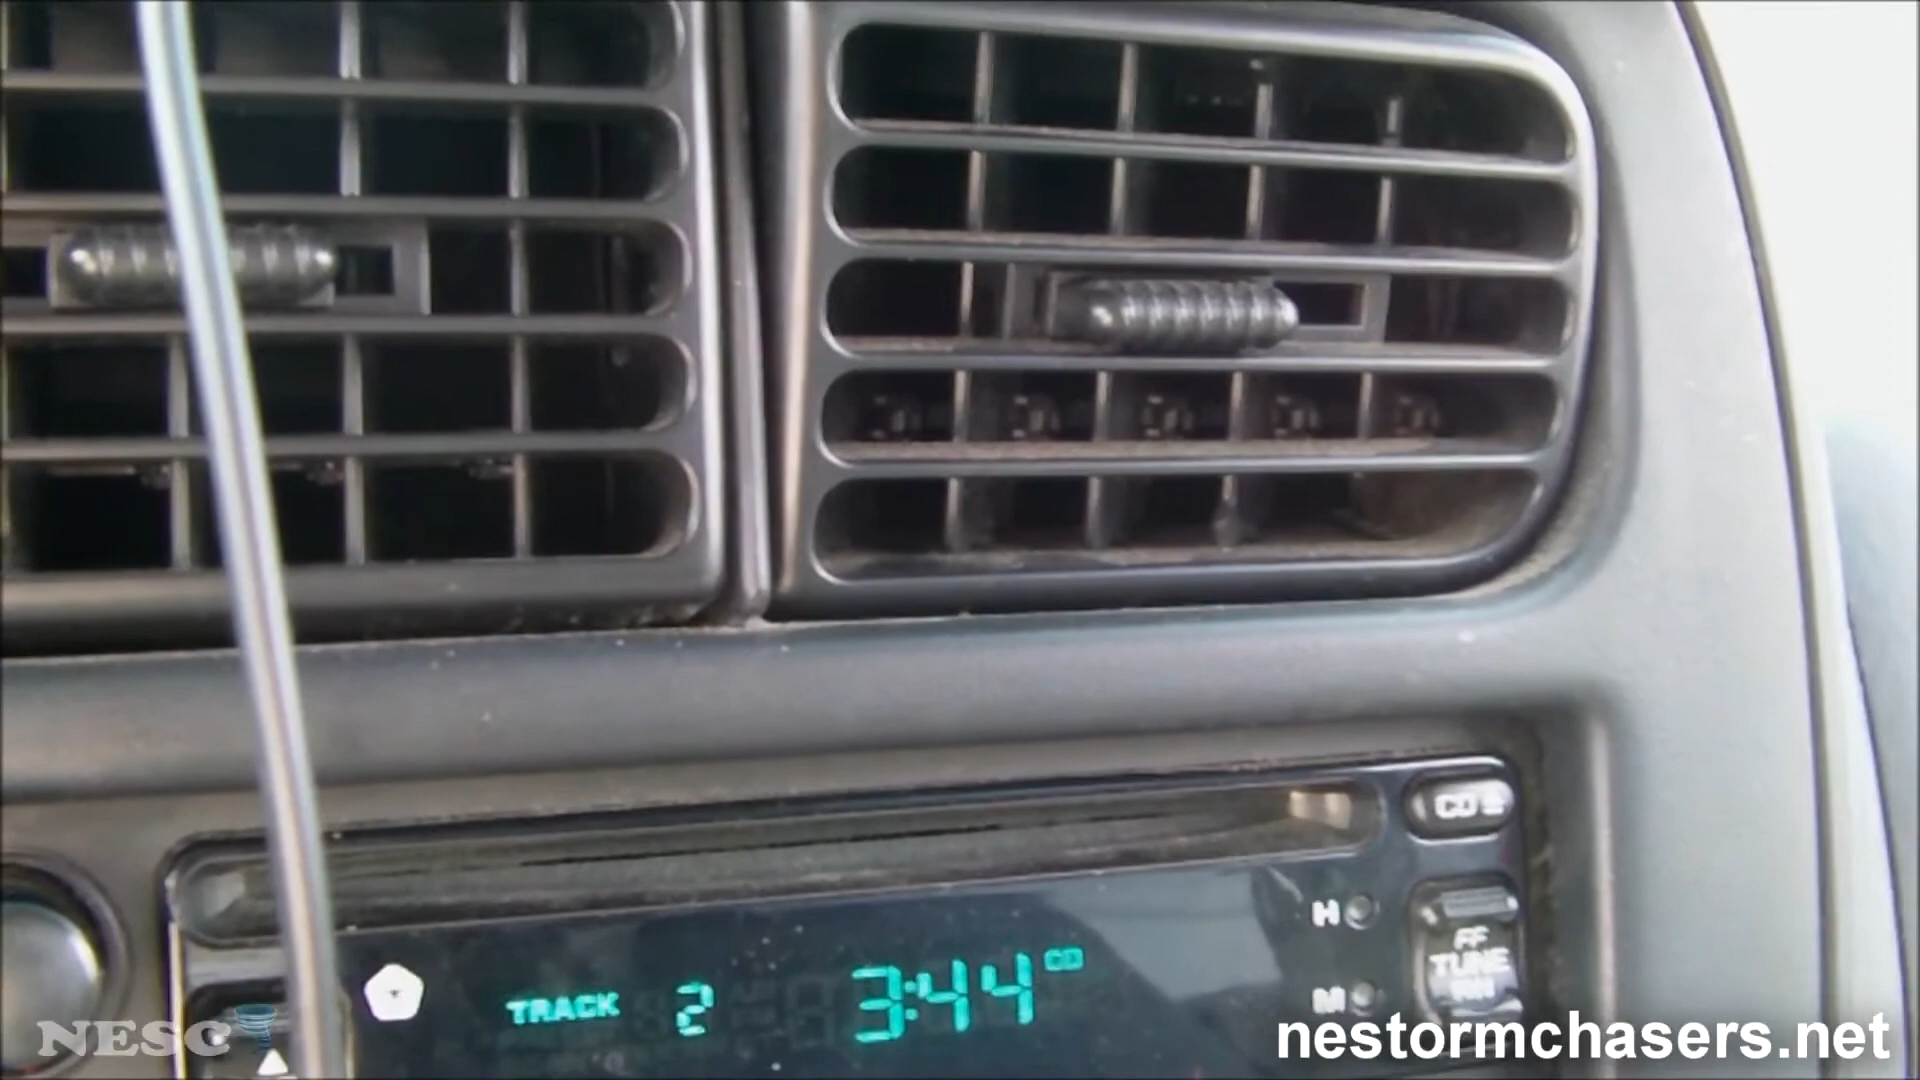 CD
H
FF
TUNE
TRACK 2 3:44 CD
M
NESC
nestormchasers.net